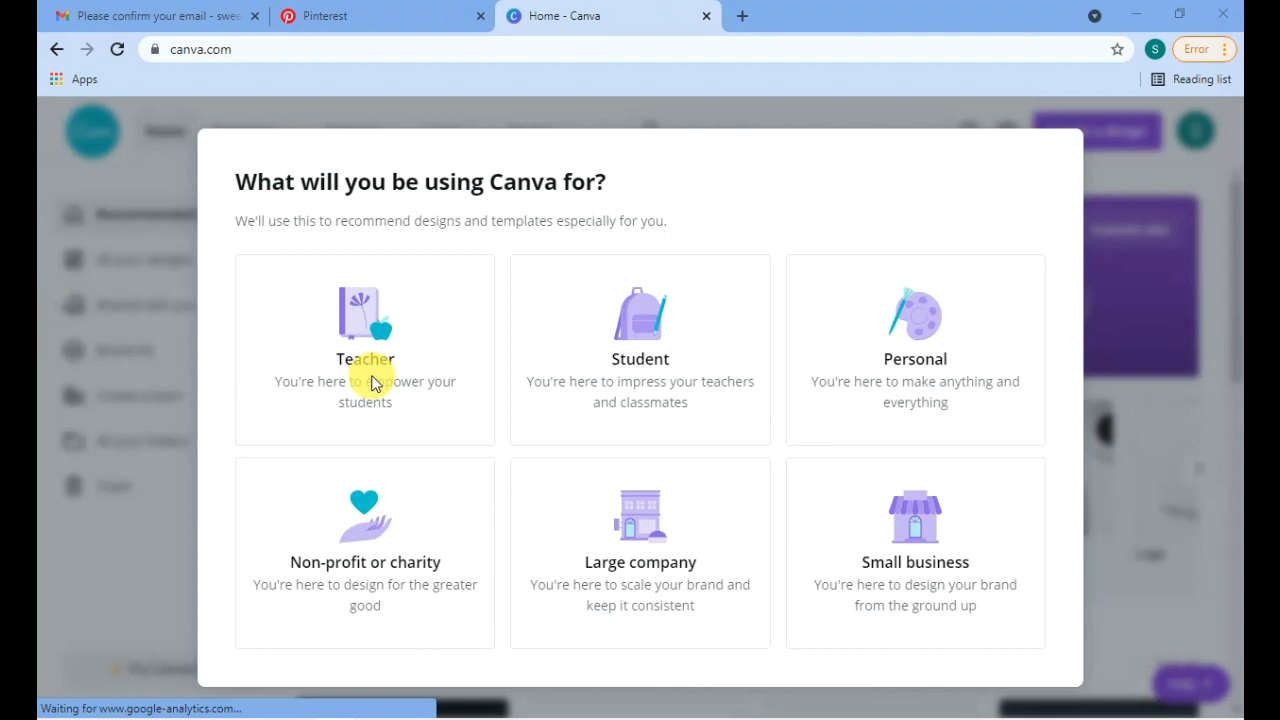 Please confirm your email - swee
Pinterest
Home - Canva
canva.com
S
Error
Apps
Reading list
What will you be using Canva for?
We'll use this to recommend designs and templates especially for you.
Teacher
You're here to empower your
students
Student
You're here to impress your teachers
and classmates
Personal
You're here to make anything and
everything
Non-profit or charity
You're here to design for the greater
good
Large company
You're here to scale your brand and
keep it consistent
Small business
You're here to design your brand
from the ground up
Waiting for www.google-analytics.com...